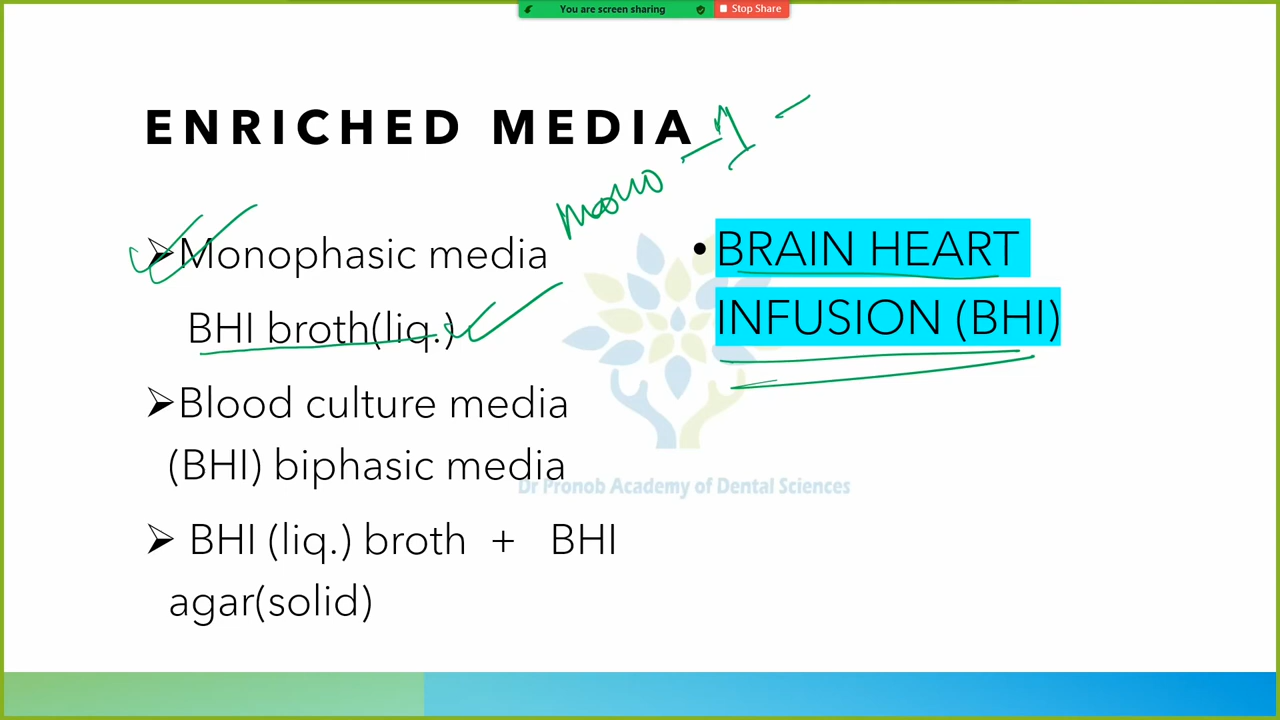 You are screen sharing Stop Share
ENRICHED MEDIA
mono - 1 -
➢Monophasic media
BHI broth(liq.)
➢Blood culture media
(BHI) biphasic media
➢ BHI (liq.) broth + BHI
agar(solid)
• BRAIN HEART
INFUSION (BHI)
Dr Pronob Academy of Dental Sciences